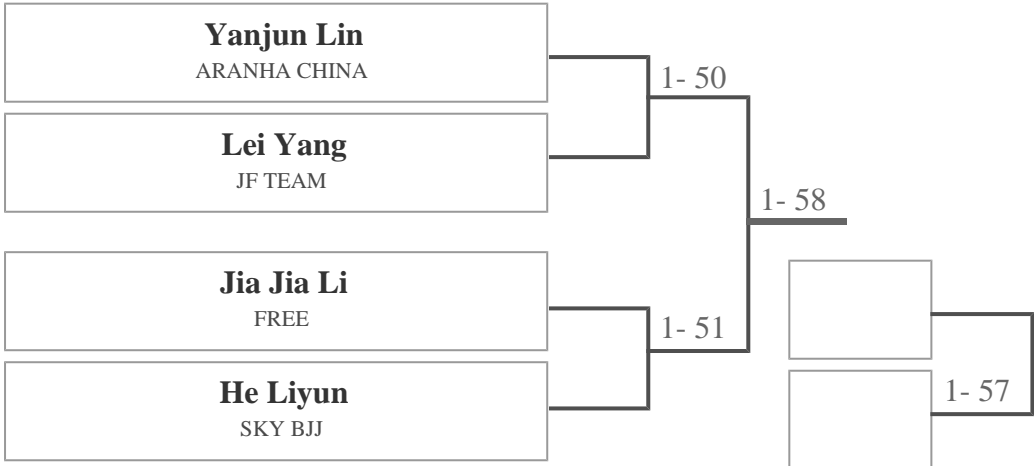 Yanjun Lin
ARANHA CHINA
1- 50
Lei Yang
JF TEAM
1- 58
Jia Jia Li
FREE
1- 51
He Liyun
SKY BJJ
1- 57